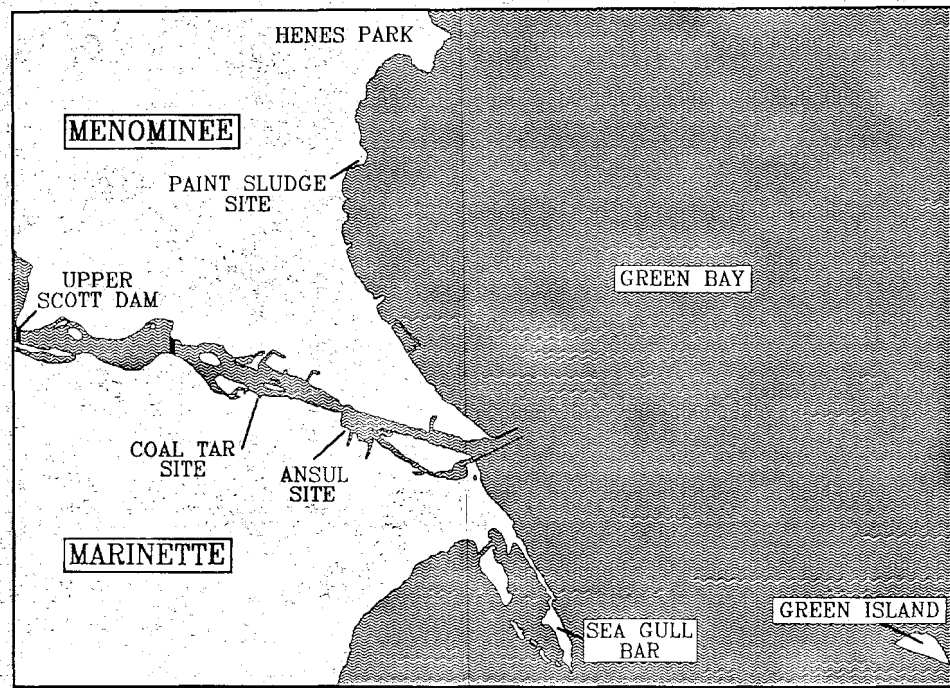 HENES PARK
MENOMINEE
PAINT SLUDGE
SITE
GREEN BAY
UPPER
SCOTT DAM
COAL TAR
SITE
ANSUL
SITE
MARINETTE
GREEN ISLAND
SEA GULL
BAR